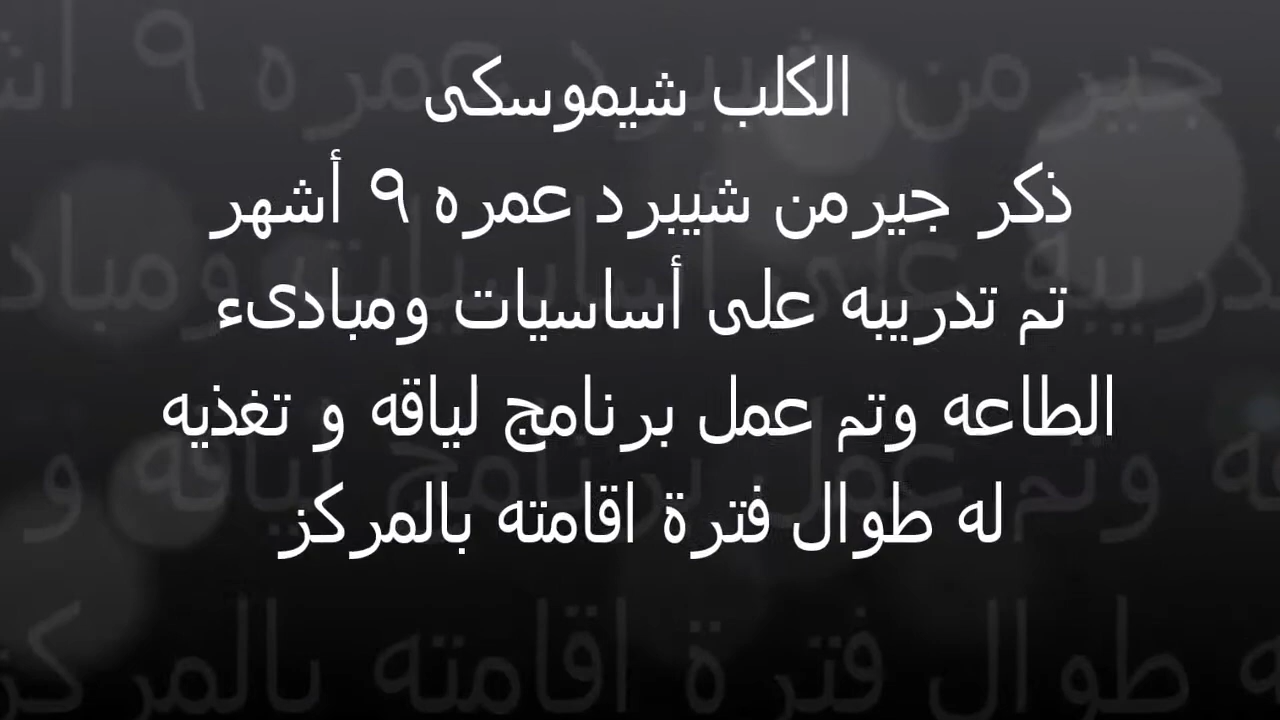 الكلب شيموسكى
ذكر جيرمن شيبرد عمره ٩ أشهر
تم تدريبه على أساسيات ومبادىء
الطاعه وتم عمل برنامج لياقه و تغذيه
له طوال فترة اقامته بالمركز